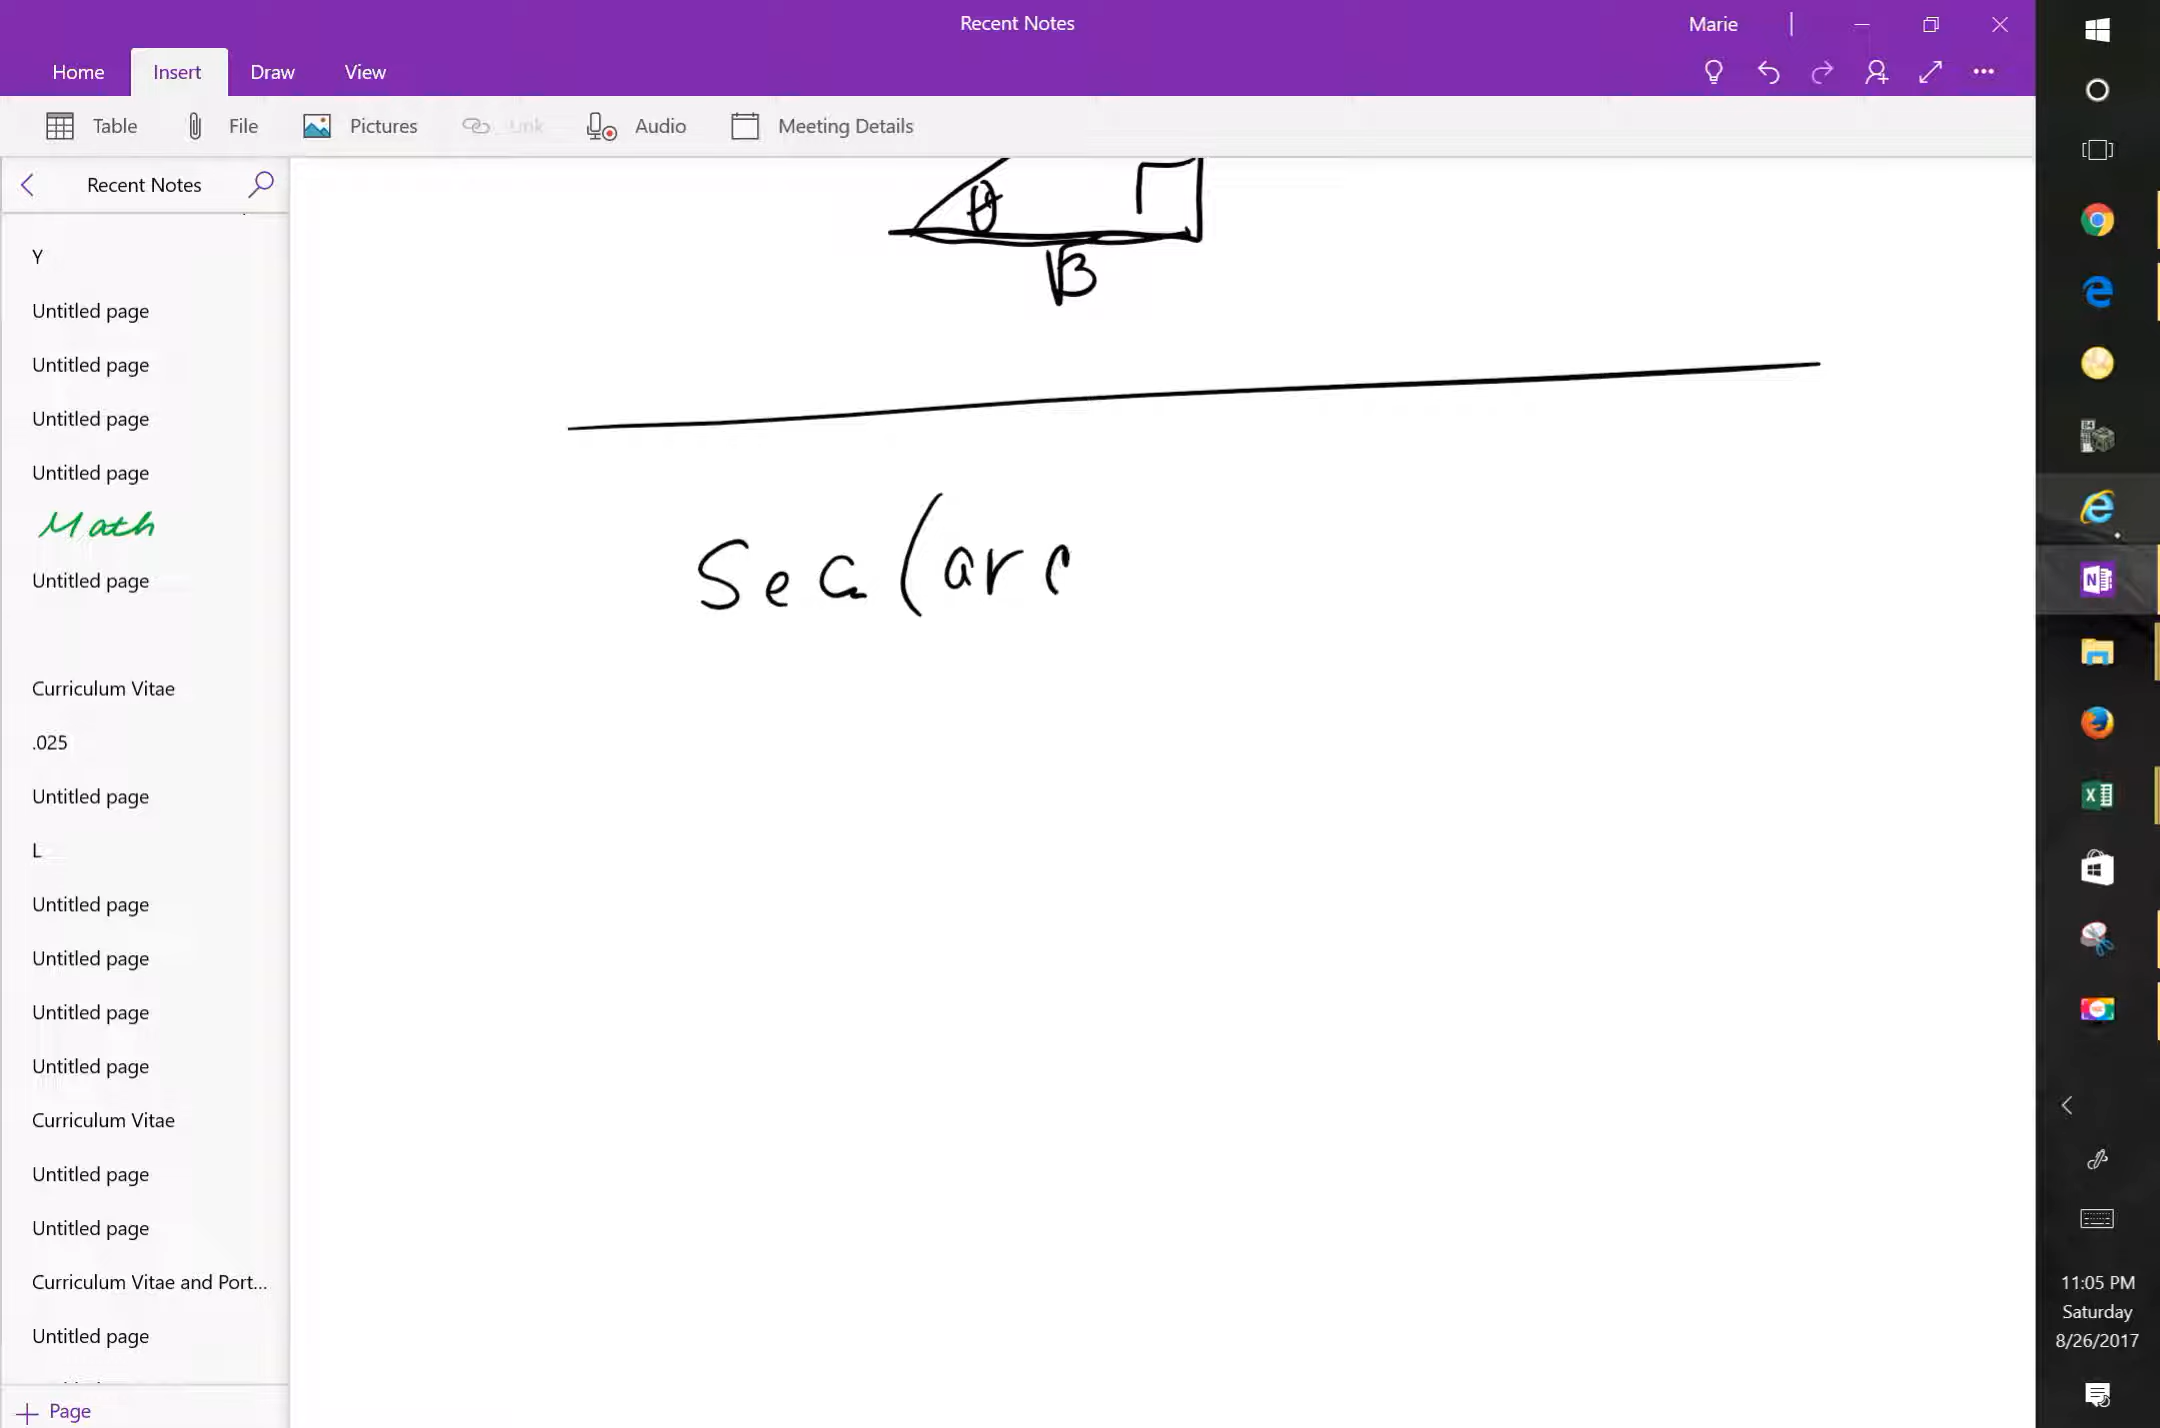 Recent Notes
Marie
Home Insert Draw View
Table File Pictures Link Audio Meeting Details
Recent Notes
Y
Untitled page
Untitled page
Untitled page
Untitled page
Math
Untitled page
Curriculum Vitae
.025
Untitled page
L
Untitled page
Untitled page
Untitled page
Untitled page
Curriculum Vitae
Untitled page
Untitled page
Curriculum Vitae and Port...
Untitled page
Page
θ
Sec (arc
11:05 PM
Saturday
8/26/2017